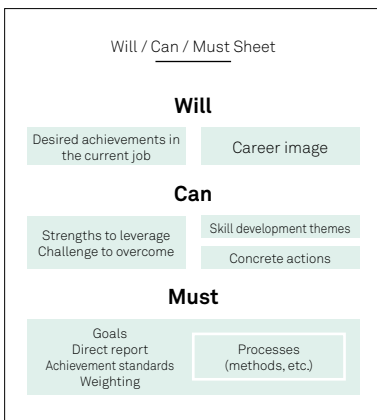 Will / Can / Must Sheet
Will
Desired achievements in
the current job
Career image
Can
Strengths to leverage
Challenge to overcome
Skill development themes
Concrete actions
Must
Goals
Direct report
Achievement standards
Weighting
Processes
(methods, etc.)